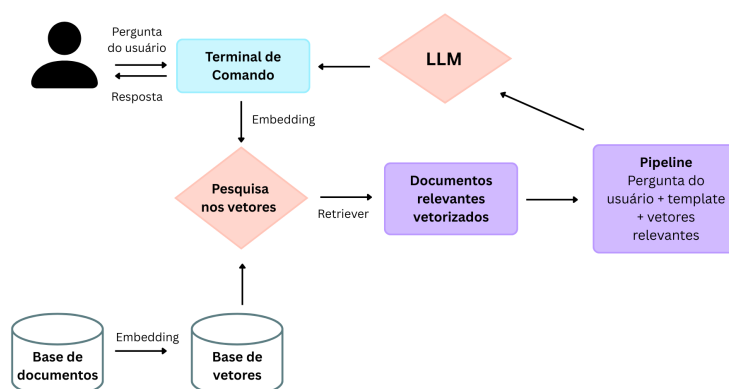 Pergunta
do usuário
Resposta
Terminal de
Comando
LLM
Embedding
Pesquisa
nos vetores
Retriever
Documentos
relevantes
vetorizados
Pipeline
Pergunta do
usuário + template
+ vetores
relevantes
Base de
documentos
Embedding
Base de
vetores